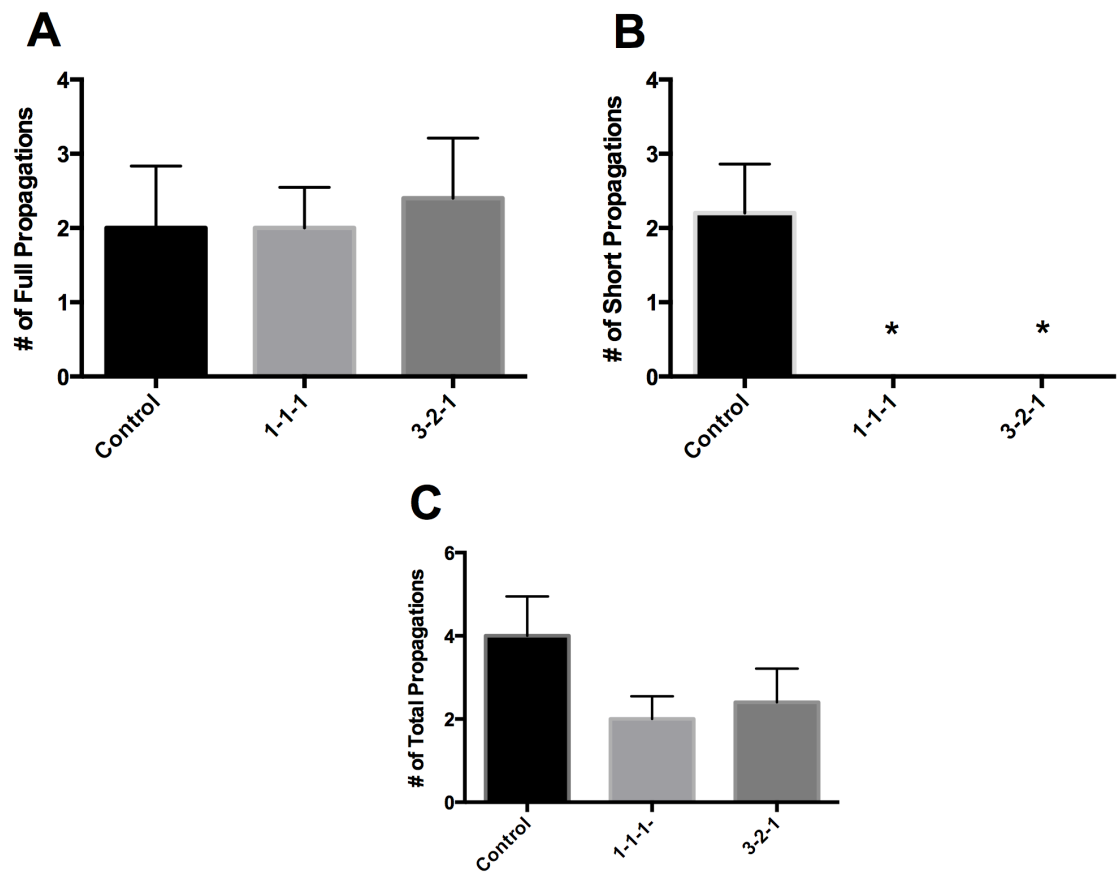 A
# of Full Propagations
4
3
2
1
0
Control
1-1-1
3-2-1
B
# of Short Propagations
4
3
2
1
0
*
*
Control
1-1-1
3-2-1
C
# of Total Propagations
6
4
2
0
Control
1-1-1-
3-2-1